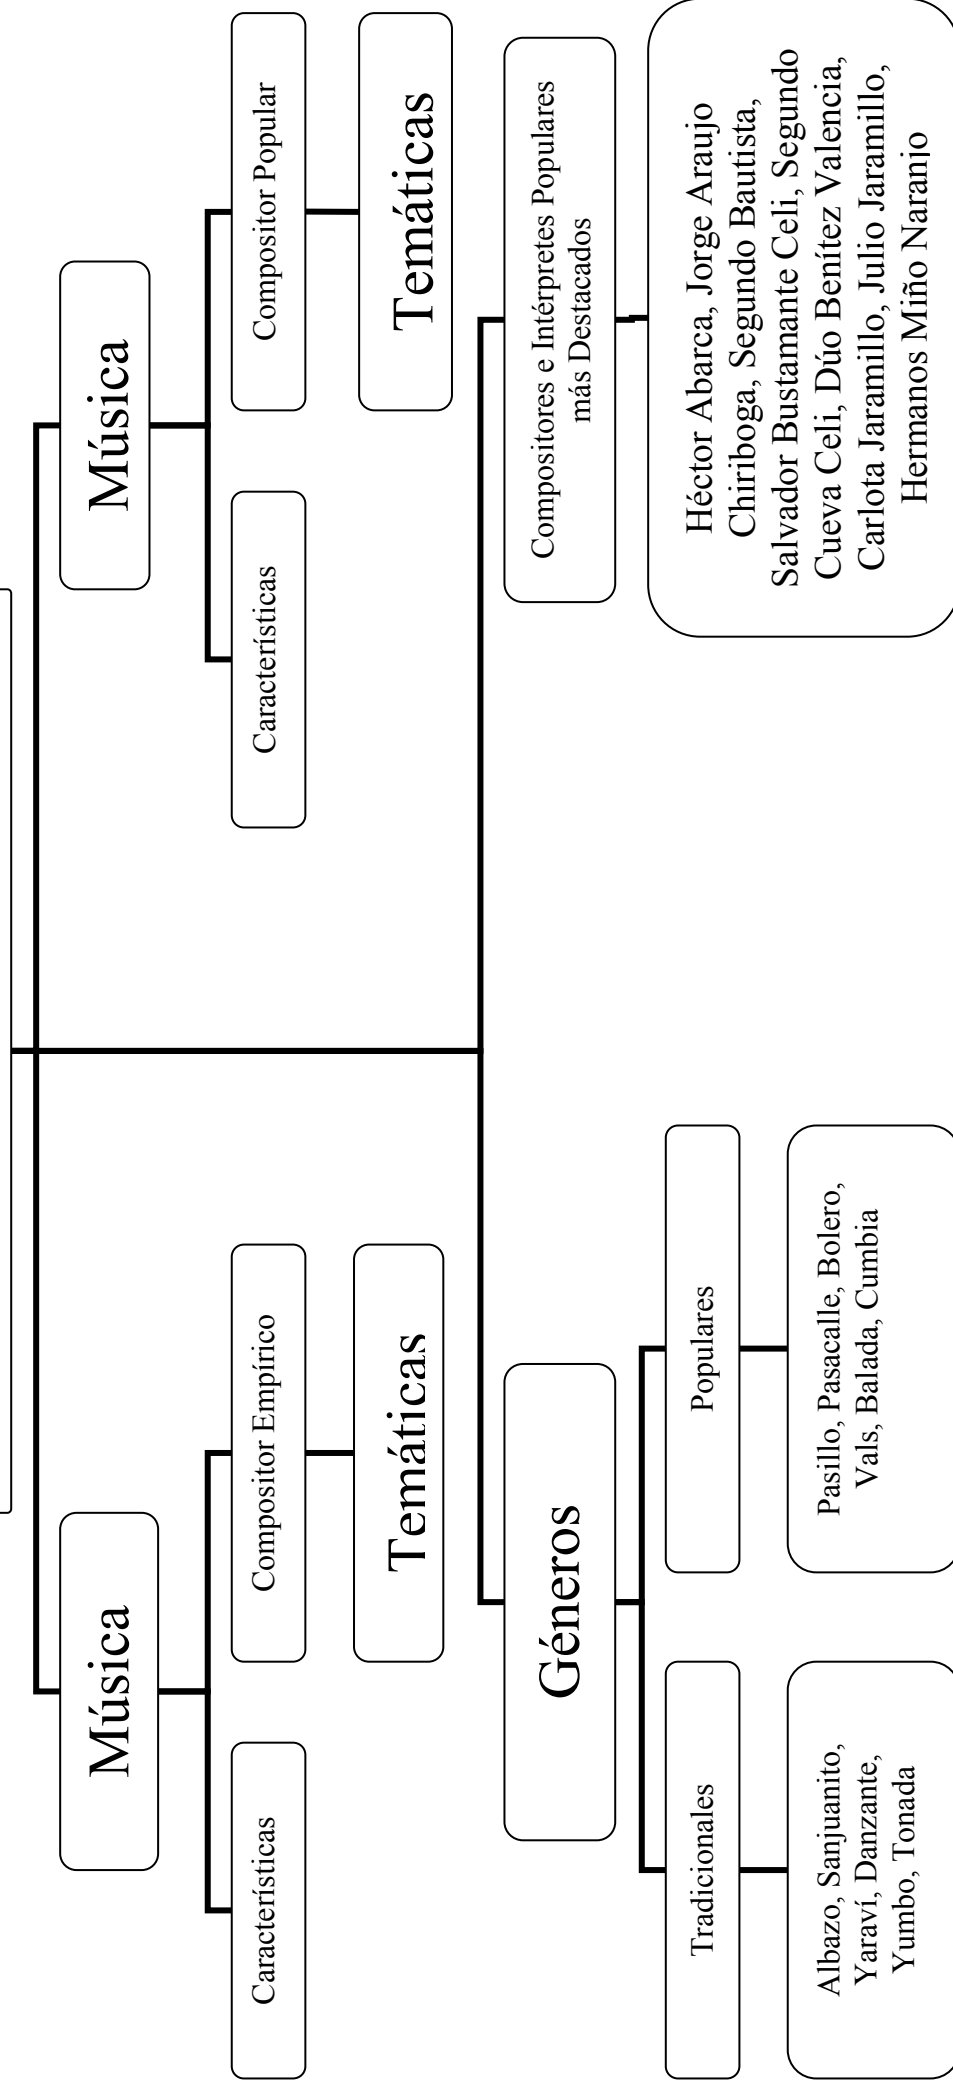 Música
Música
Características
Compositor Empírico
Características
Compositor Popular
Temáticas
Temáticas
Géneros
Compositores e Intérpretes Populares
más Destacados
Tradicionales
Populares
Albazo, Sanjuanito,
Yaraví, Danzante,
Yumbo, Tonada
Pasillo, Pasacalle, Bolero,
Vals, Balada, Cumbia
Héctor Abarca, Jorge Araujo
Chiriboga, Segundo Bautista,
Salvador Bustamante Celi, Segundo
Cueva Celi, Dúo Benítez Valencia,
Carlota Jaramillo, Julio Jaramillo,
Hermanos Miño Naranjo